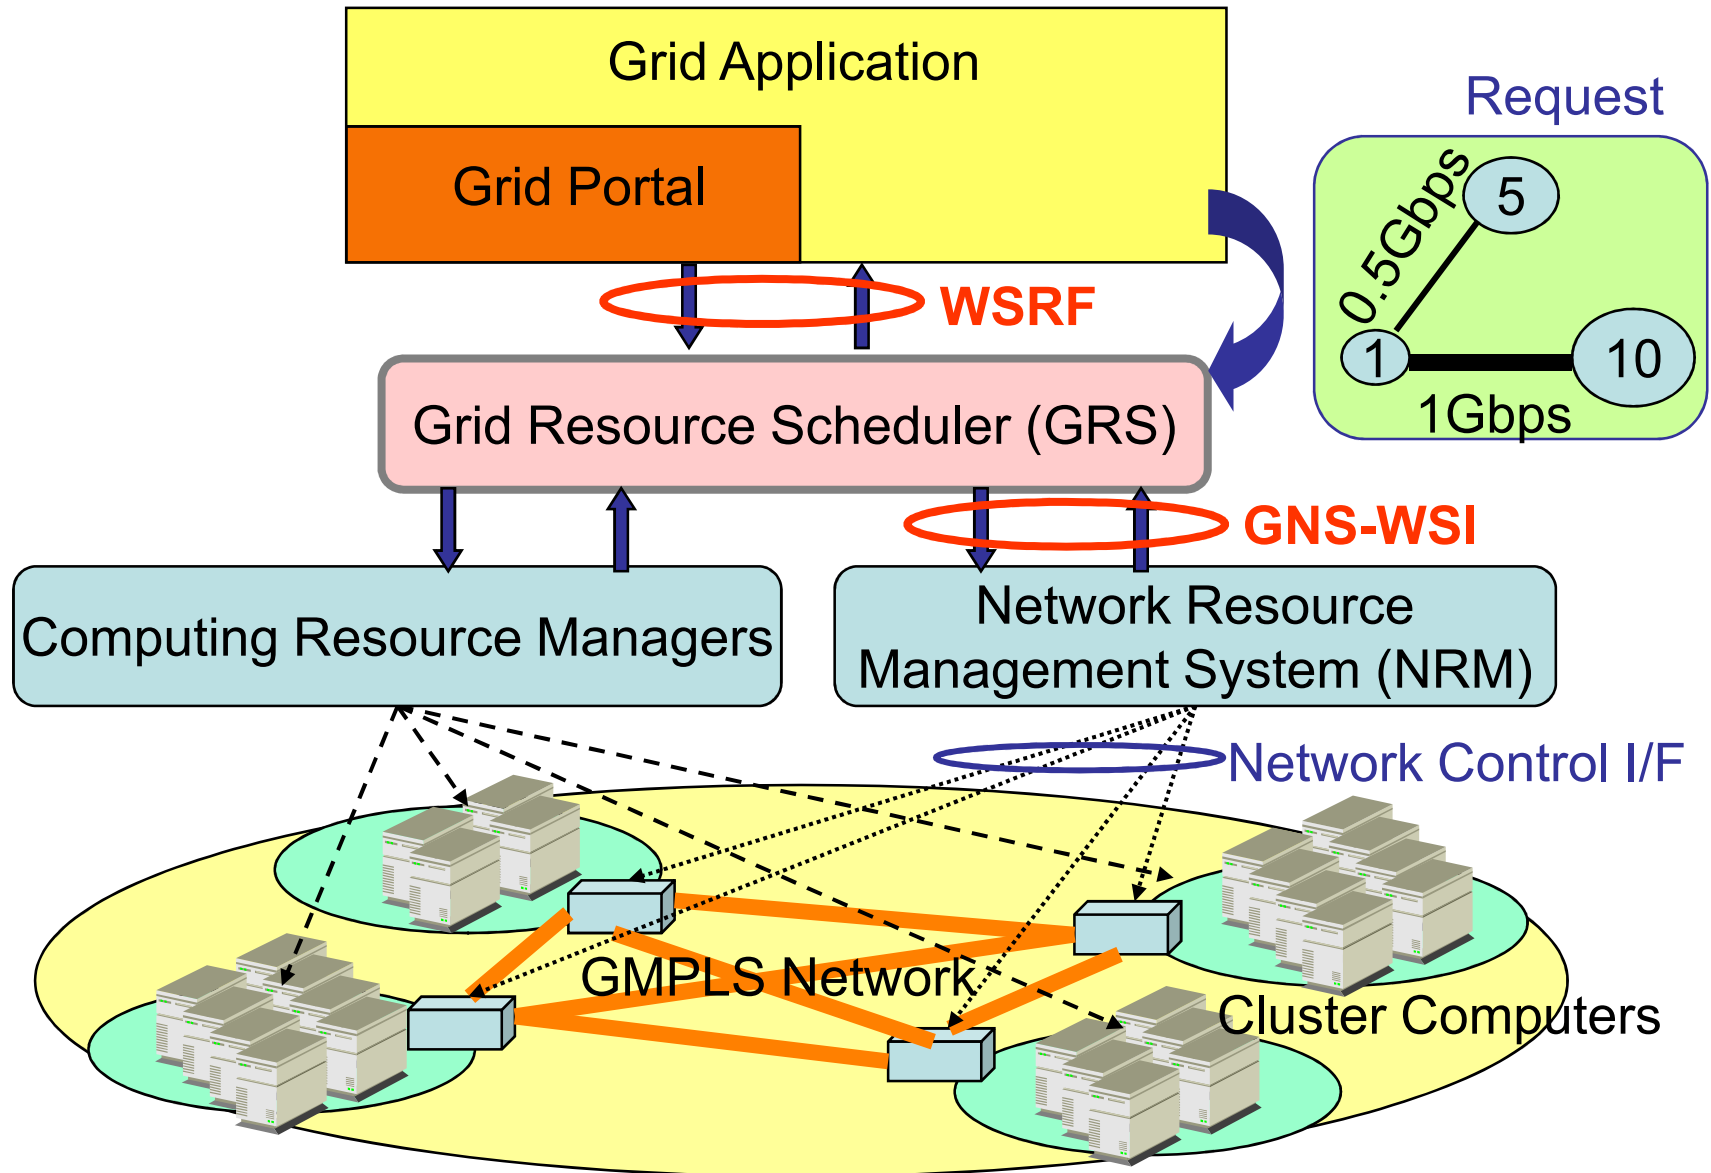 Grid Application
Request
Grid Portal
0.5Gbps
5
WSRF
1
10
1Gbps
Grid Resource Scheduler (GRS)
GNS-WSI
Computing Resource Managers
Network Resource
Management System (NRM)
Network Control I/F
GMPLS Network
Cluster Computers